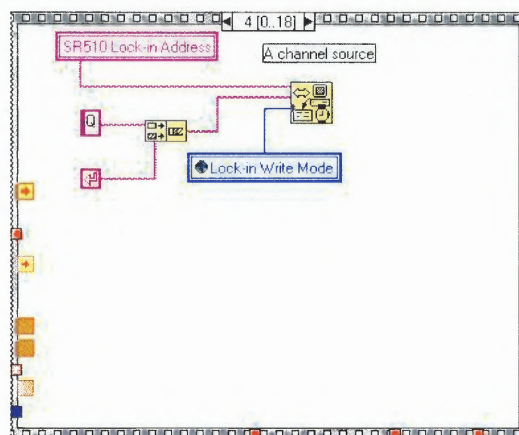 4 [0..18]
SR510 Lock-in Address
A channel source
Q
Lock-in Write Mode